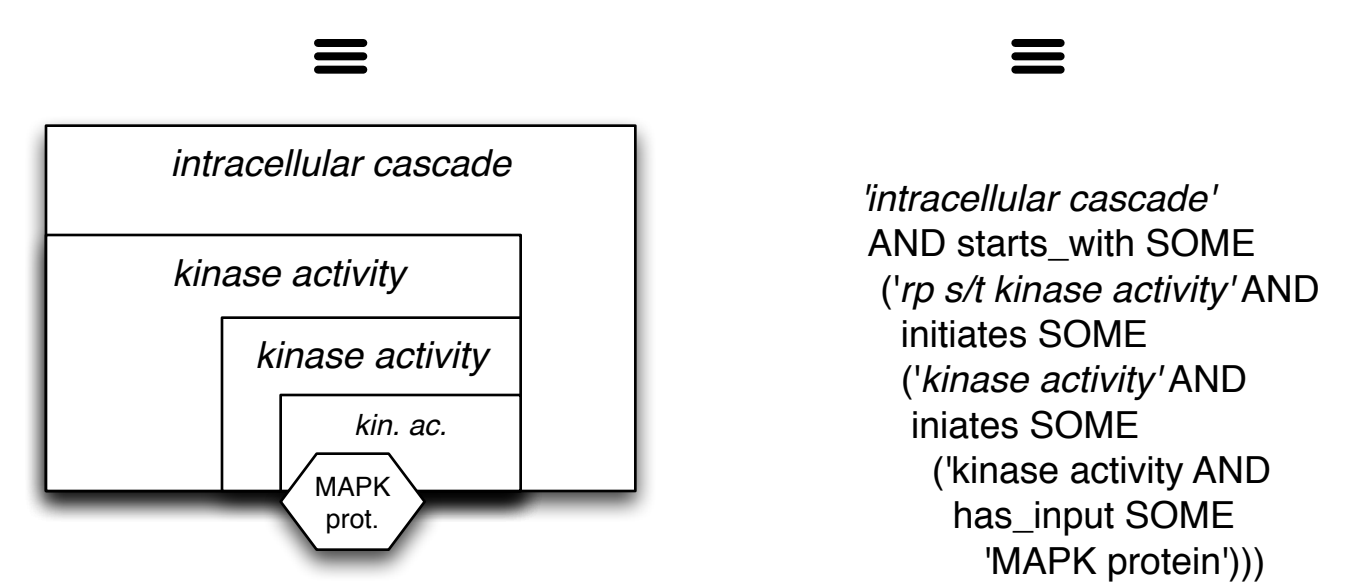 ≡
≡
intracellular cascade
kinase activity
kinase activity
kin. ac.
MAPK
prot.
'intracellular cascade'
AND starts_with SOME
('rp s/t kinase activity' AND
initiates SOME
('kinase activity' AND
iniates SOME
('kinase activity AND
has_input SOME
'MAPK protein')))